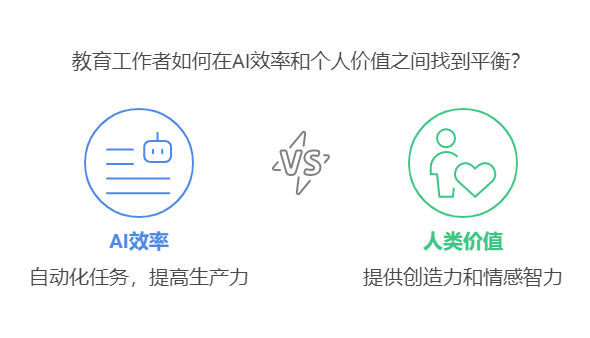 教育工作者如何在AI效率和个人价值之间找到平衡？
VS
AI效率
人类价值
自动化任务，提高生产力
提供创造力和情感智力